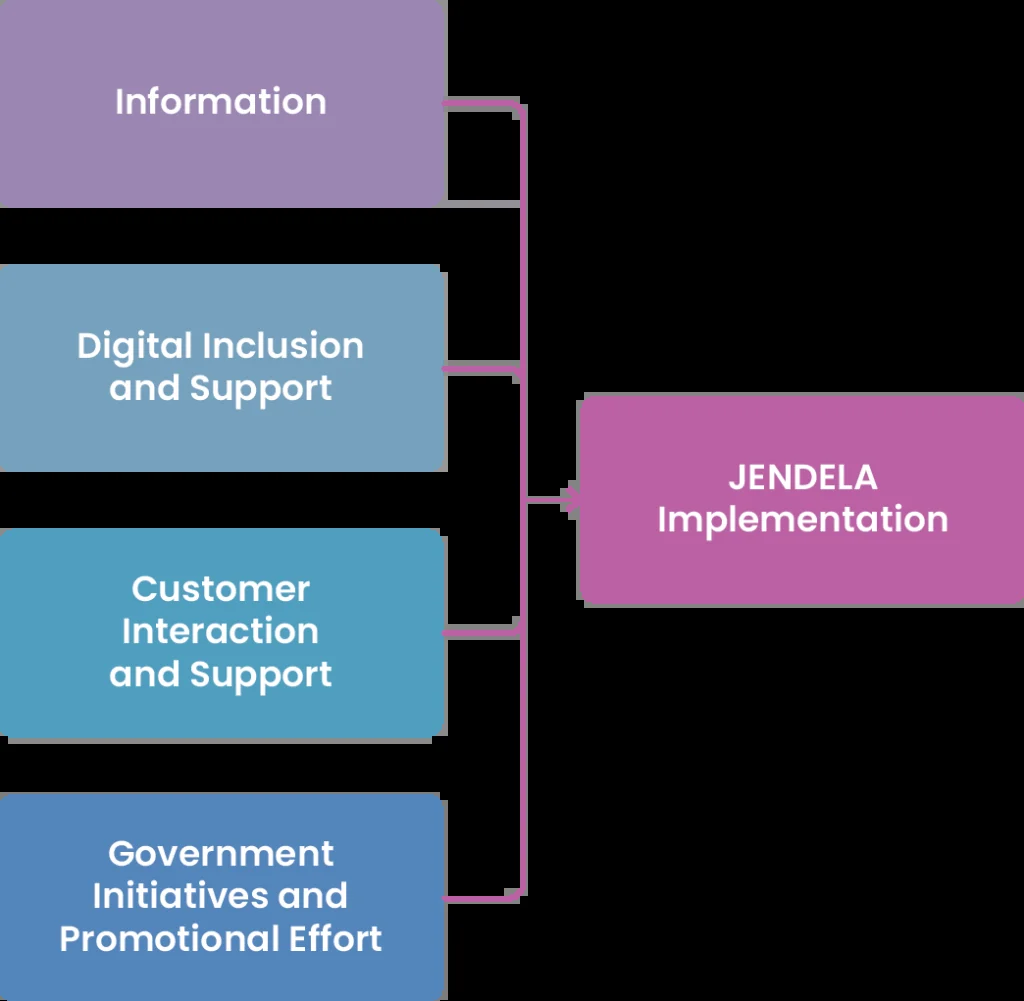 Information
Digital Inclusion
and Support
Customer
Interaction
and Support
Government
Initiatives and
Promotional Effort
JENDELA
Implementation